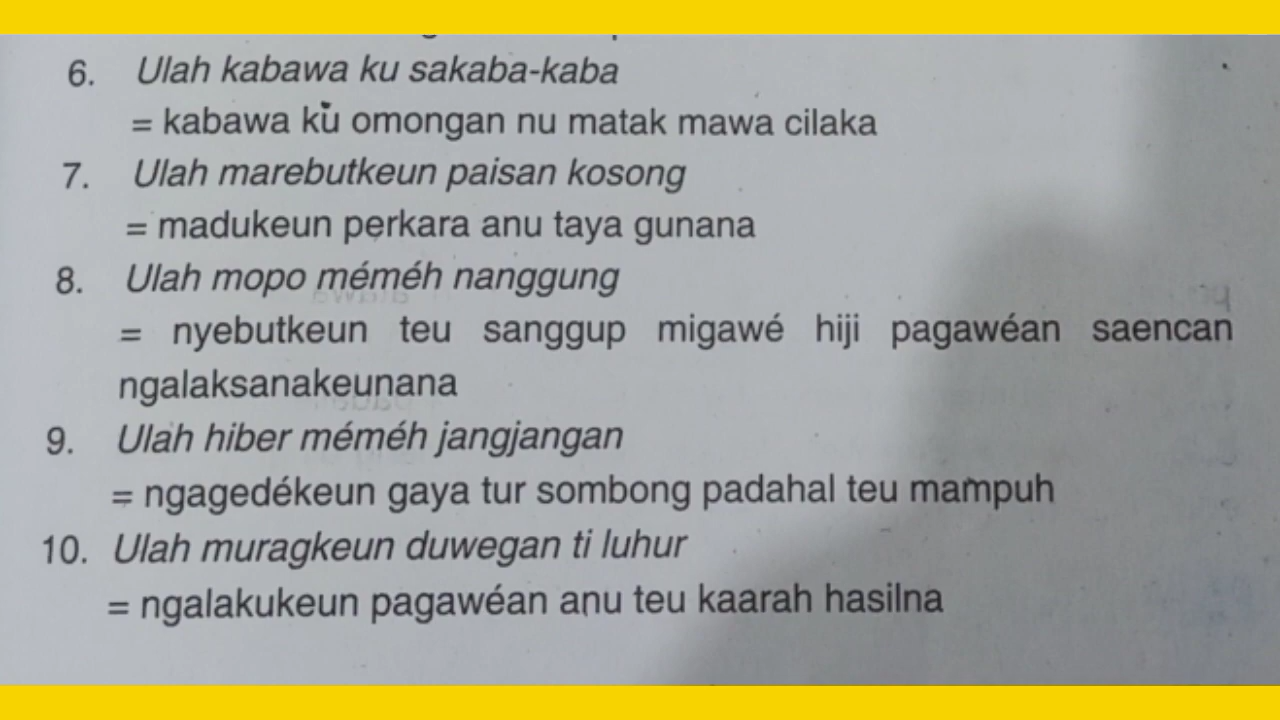 6. Ulah kabawa ku sakaba-kaba
= kabawa ku omongan nu matak mawa cilaka
7. Ulah marebutkeun paisan kosong
= madukeun perkara anu taya gunana
8. Ulah mopo méméh nanggung
= nyebutkeun teu sanggup migawé hiji pagawéan saencan
ngalaksanakeunana
9. Ulah hiber méméh jangjangan
= ngagedékeun gaya tur sombong padahal teu mampuh
10. Ulah muragkeun duwegan ti luhur
= ngalakukeun pagawéan anu teu kaarah hasilna